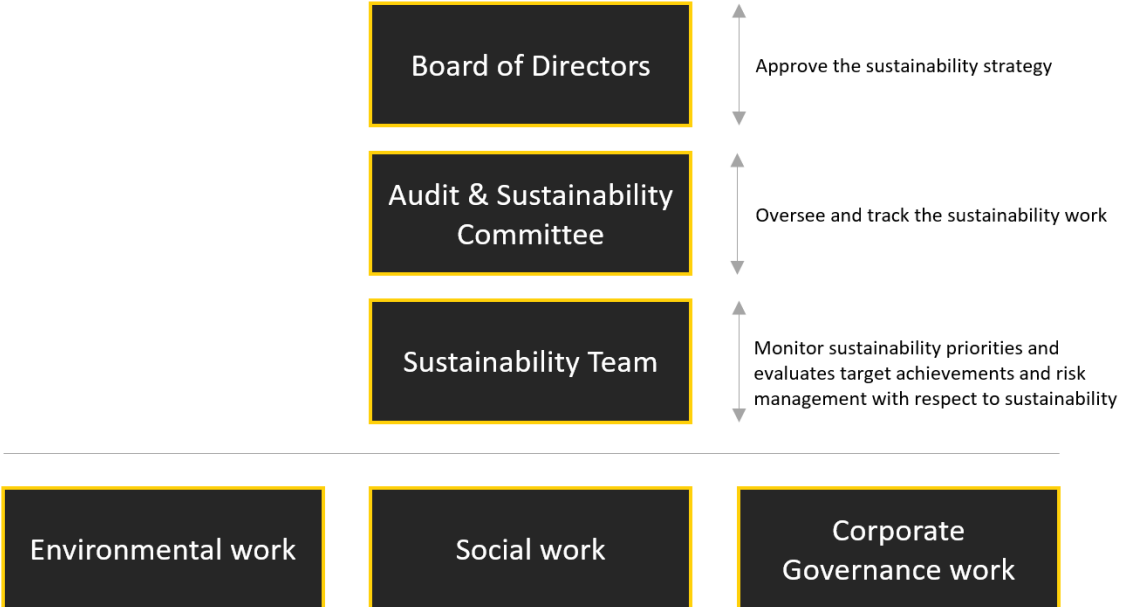 Board of Directors
Approve the sustainability strategy
Audit & Sustainability
Committee
Oversee and track the sustainability work
Sustainability Team
Monitor sustainability priorities and
evaluates target achievements and risk
management with respect to sustainability
Environmental work
Social work
Corporate
Governance work